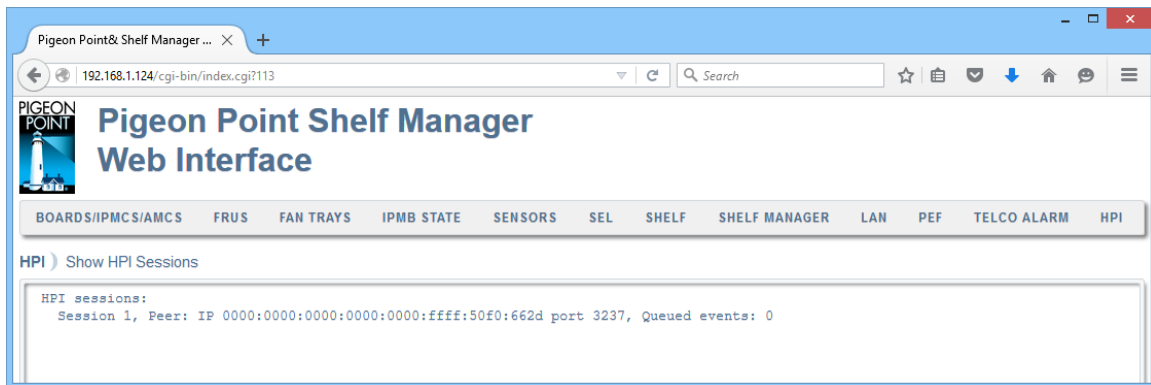 Pigeon Point& Shelf Manager ...
192.168.1.124/cgi-bin/index.cgi?113
Search
PIGEON
POINT
Pigeon Point Shelf Manager
Web Interface
BOARDS/IPMCS/AMCS FRUS FAN TRAYS IPMB STATE SENSORS SEL SHELF SHELF MANAGER LAN PEF TELCO ALARM HPI
HPI Show HPI Sessions
HPI sessions:
Session 1, Peer: IP 0000:0000:0000:0000:0000:ffff:50f0:662d port 3237, Queued events: 0